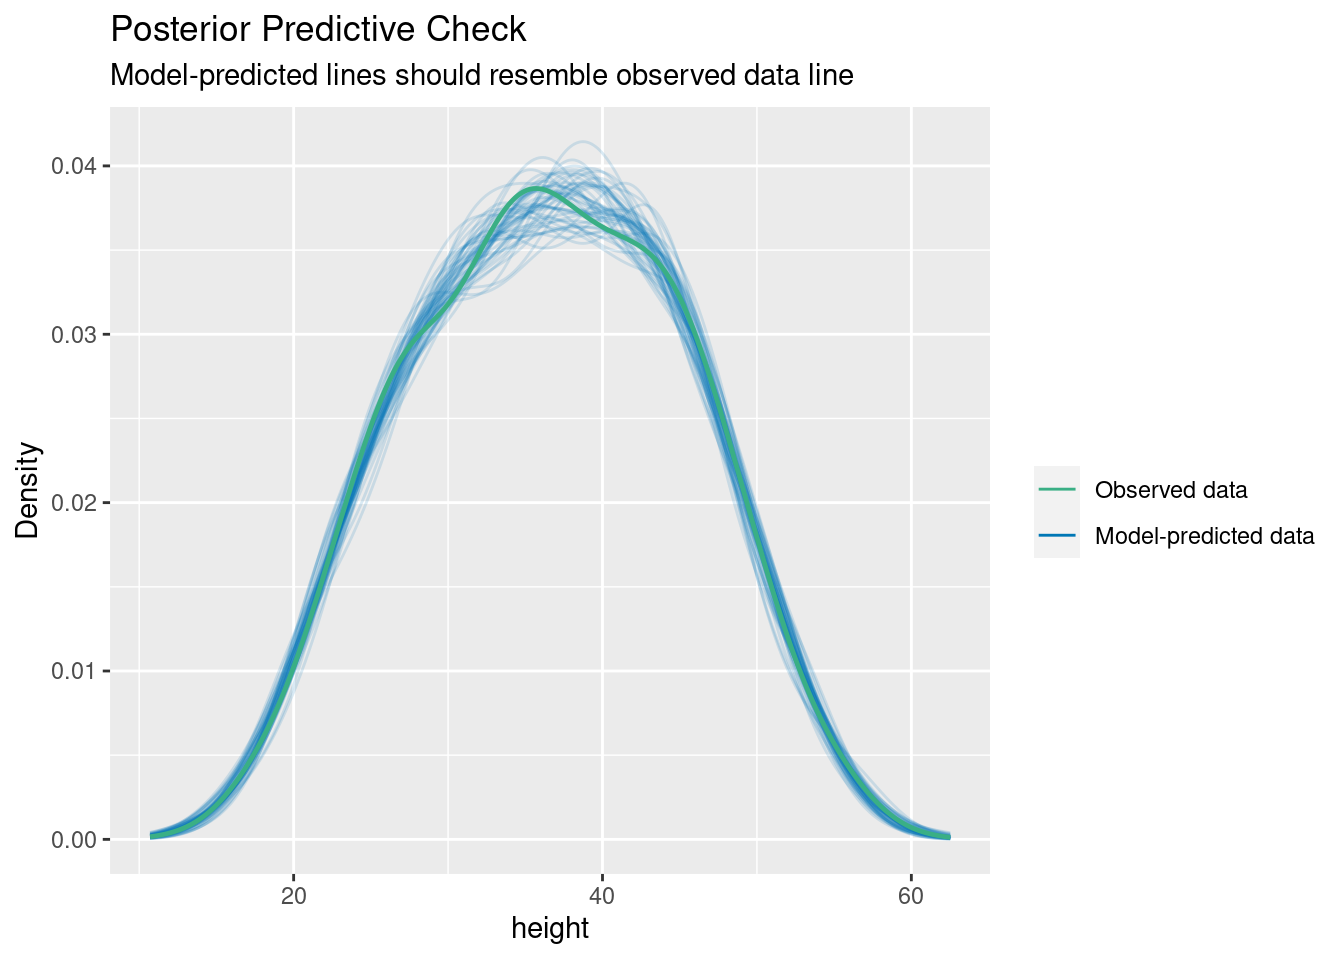 Posterior Predictive Check
Model-predicted lines should resemble observed data line
0.04
0.03
0.02
0.01
0.00
Density
20
40
60
height
Observed data
Model-predicted data